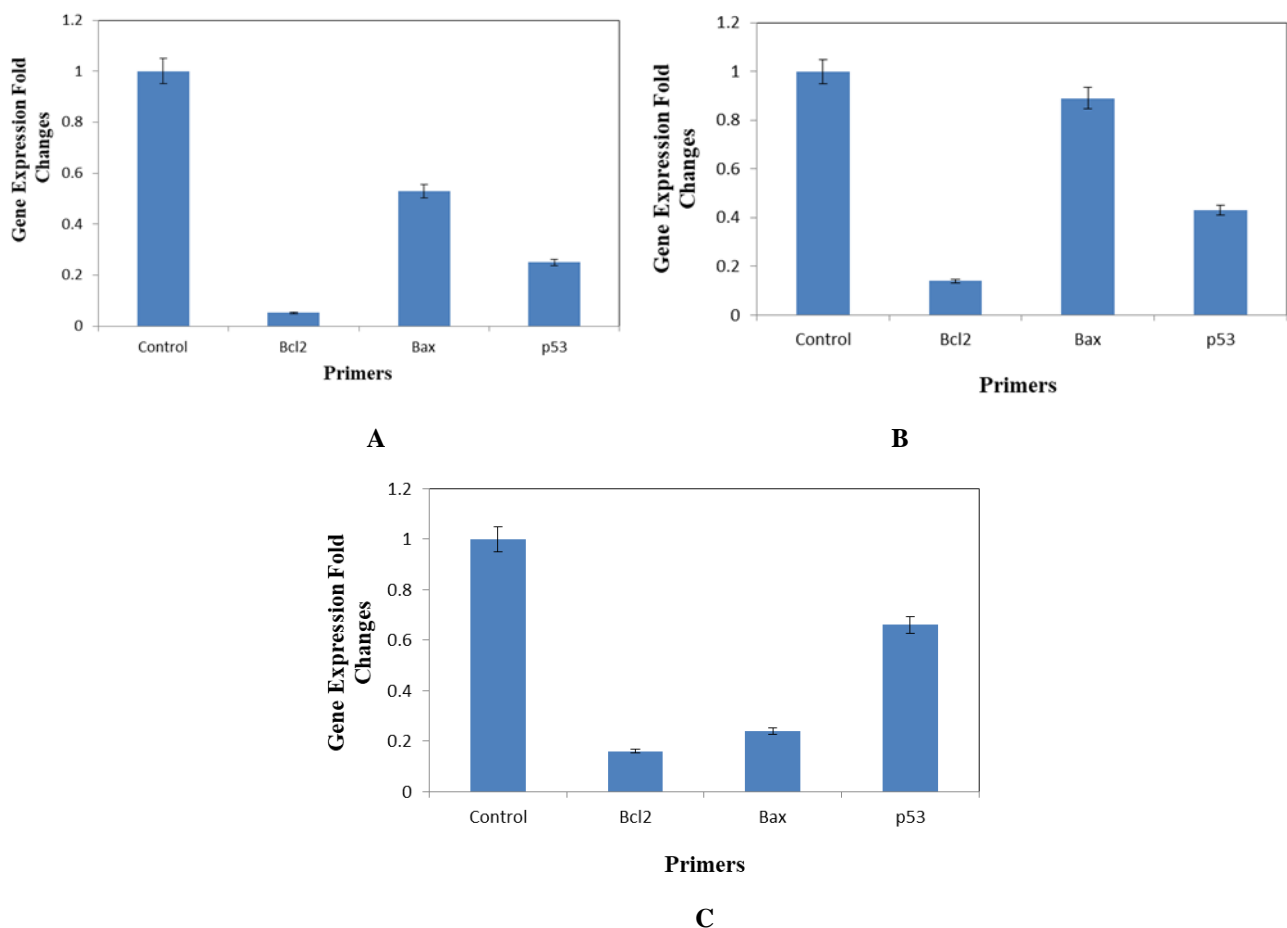 1.2
1
0.8
0.6
0.4
0.2
0
Gene Expression Fold
Changes
Control Bcl2 Bax p53
Primers
A
1.2
1
0.8
0.6
0.4
0.2
0
Gene Expression Fold
Changes
Control Bcl2 Bax p53
Primers
B
1.2
1
0.8
0.6
0.4
0.2
0
Gene Expression Fold
Changes
Control Bcl2 Bax p53
Primers
C